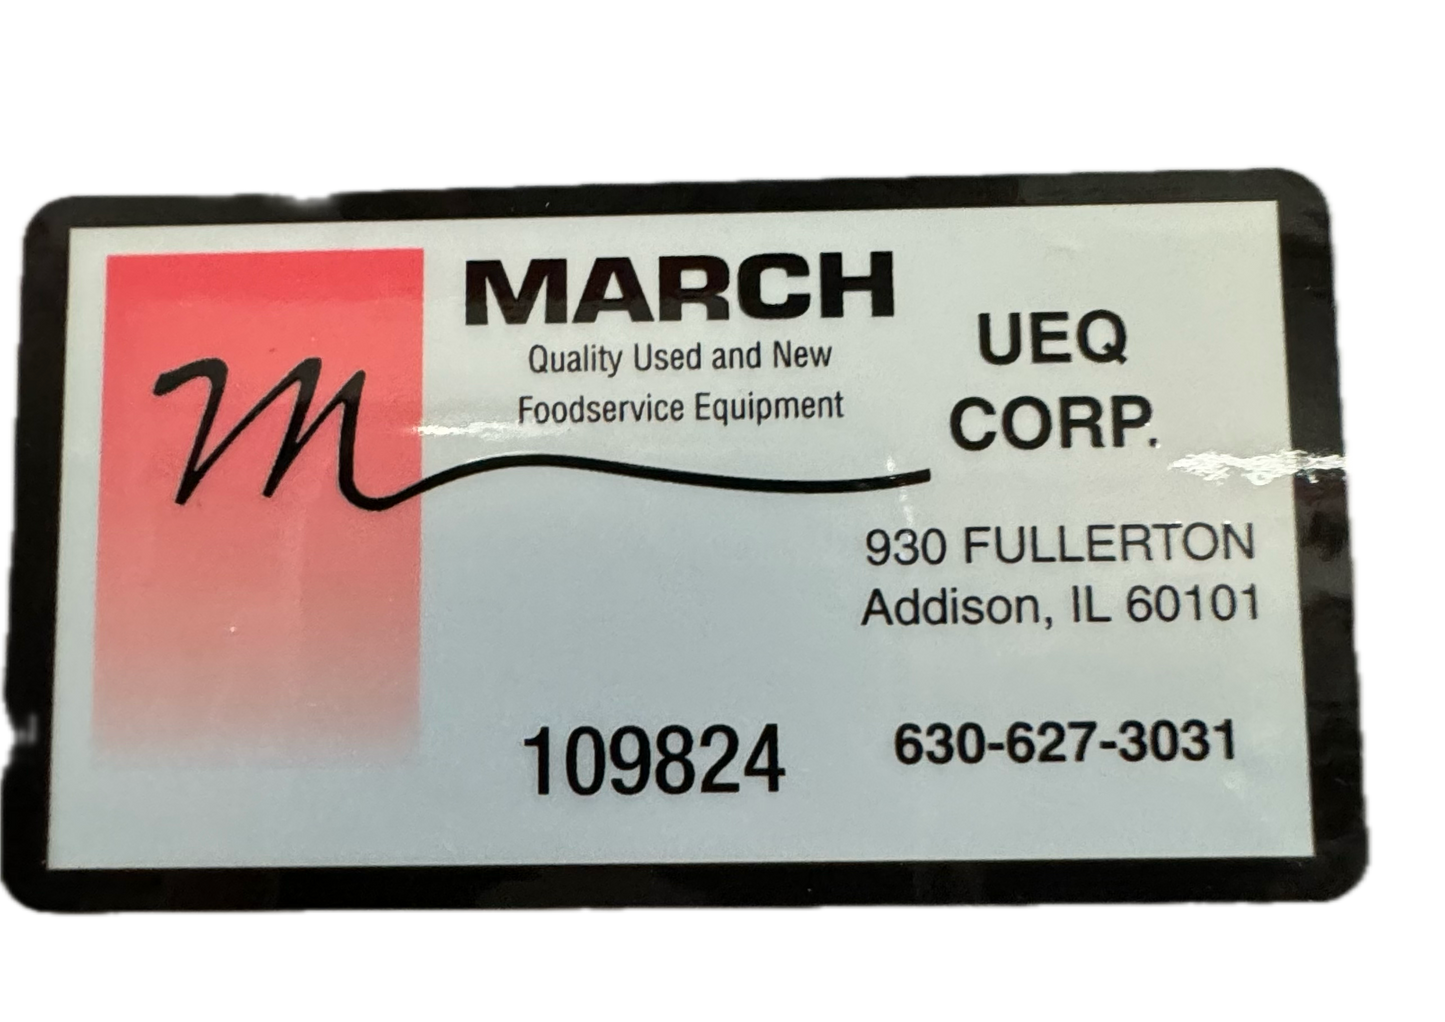 m
MARCH
Quality Used and New
Foodservice Equipment
UEQ
CORP.
930 FULLERTON
Addison, IL 60101
109824
630-627-3031